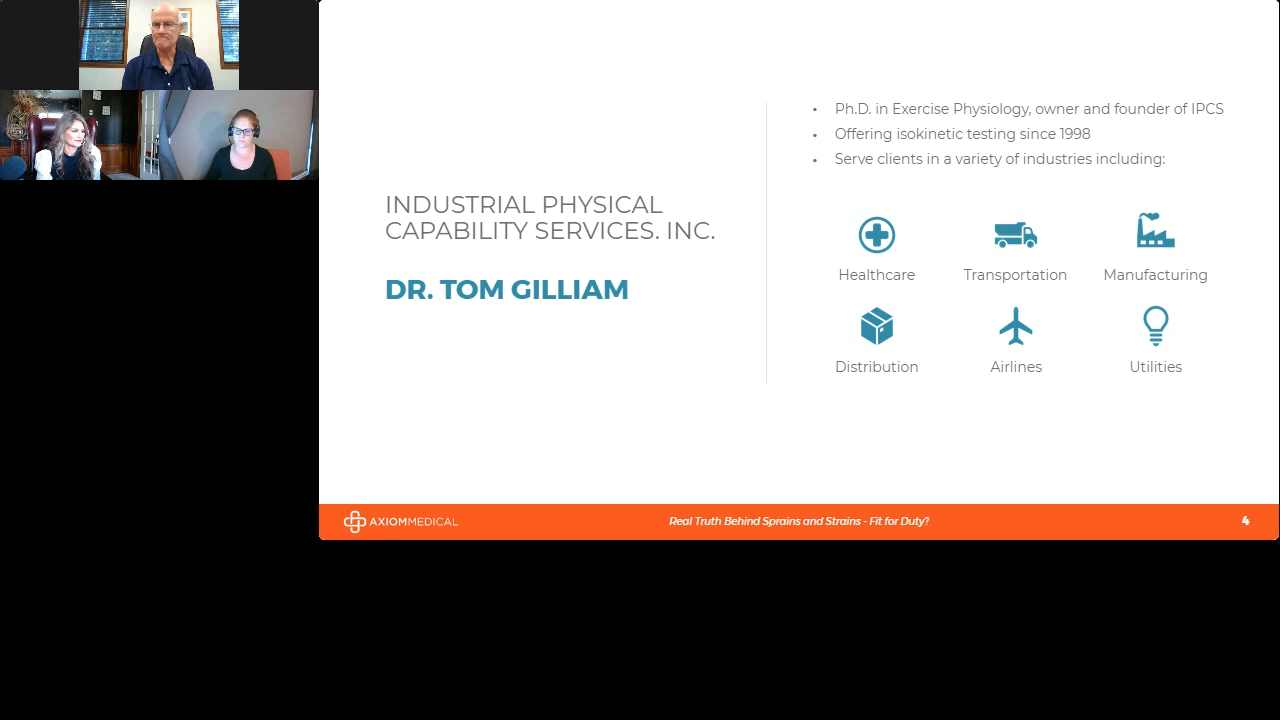 INDUSTRIAL PHYSICAL
CAPABILITY SERVICES. INC.
DR. TOM GILLIAM
• Ph.D. in Exercise Physiology, owner and founder of IPCS
• Offering isokinetic testing since 1998
• Serve clients in a variety of industries including:
Healthcare Transportation Manufacturing
Distribution Airlines Utilities
AXIOMMEDICAL Real Truth Behind Sprains and Strains - Fit for Duty? 4